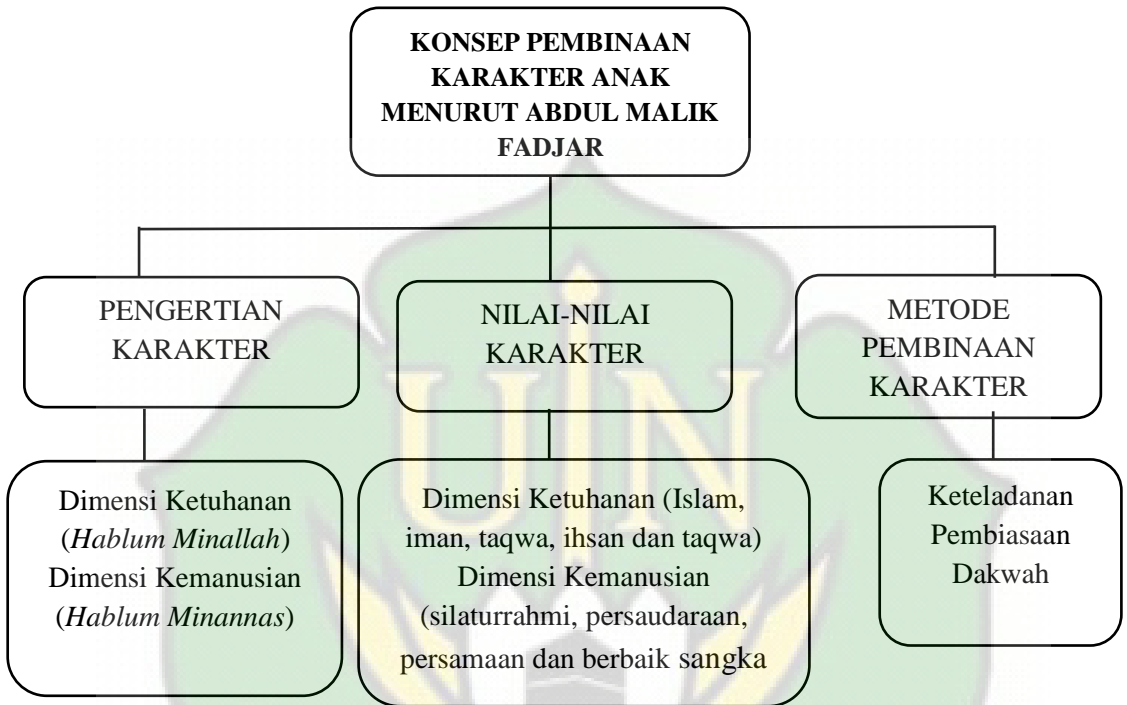 KONSEP PEMBINAAN
KARAKTER ANAK
MENURUT ABDUL MALIK
FADJAR
PENGERTIAN
KARAKTER
NILAI-NILAI
KARAKTER
METODE
PEMBINAAN
KARAKTER
Dimensi Ketuhanan
(Hablum Minallah)
Dimensi Kemanusian
(Hablum Minannas)
Dimensi Ketuhanan (Islam,
iman, taqwa, ihsan dan taqwa)
Dimensi Kemanusian
(silaturrahmi, persaudaraan,
persamaan dan berbaik sangka
Keteladanan
Pembiasaan
Dakwah
UIN